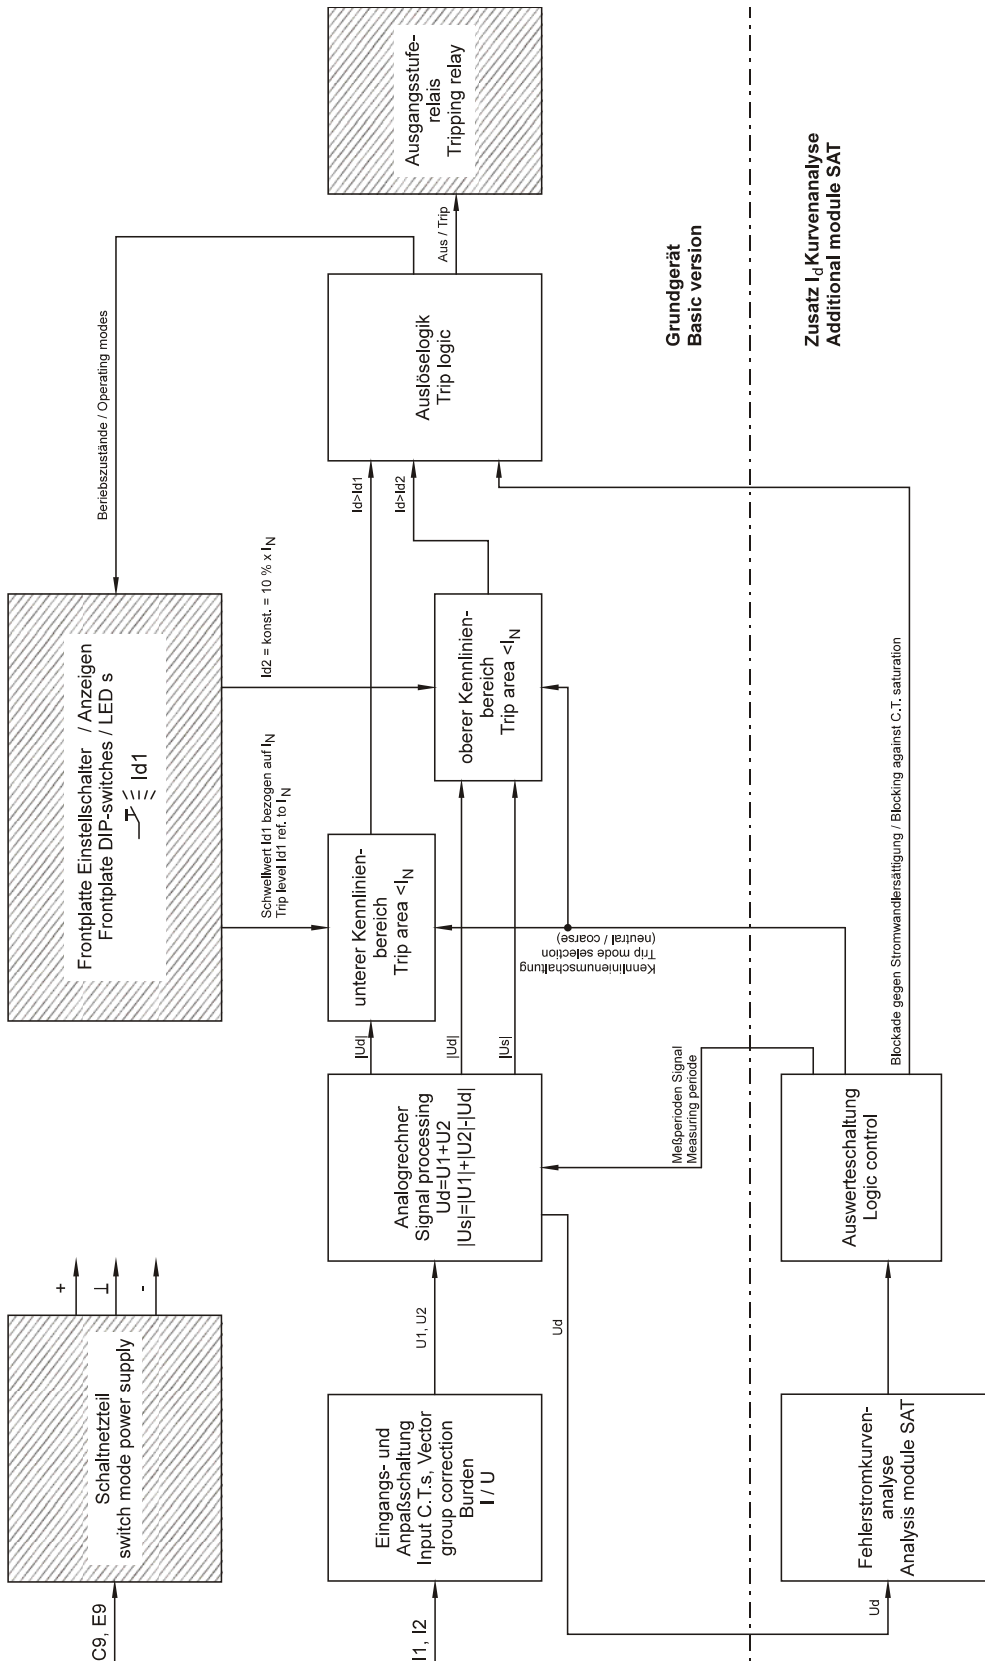 C9, E9
Schaltnetzteil
switch mode power supply
+
⊥
-
Frontplatte Einstellschalter / Anzeigen
Frontplate DIP-switches / LED s
Id1
Beriebszustände / Operating modes
Schwellwert Id1 bezogen auf IN
Trip level Id1 ref. to IN
Id2 = konst. = 10 % x IN
I1, I2
Eingangs- und
Anpaßschaltung
Input C.T.s, Vector
group correction
Burden
I / U
U1, U2
Analogrechner
Signal processing
Ud=U1+U2
|Us|=|U1|+|U2|-|Ud|
|Ud|
|Ud|
|Us|
unterer Kennlinien-
bereich
Trip area <IN
oberer Kennlinien-
bereich
Trip area <IN
Id>Id1
Id>Id2
Auslöselogik
Trip logic
Aus / Trip
Ausgangsstufe-
relais
Tripping relay
Kennlinienumschaltung
Trip mode selection
(neutral / coarse)
Ud
Meßperioden Signal
Measuring periode
Grundgerät
Basic version
Zusatz Id Kurvenanalyse
Additional module SAT
Ud
Fehlerstromkurven-
analyse
Analysis module SAT
Auswerteschaltung
Logic control
Blockade gegen Stromwandlersättigung / Blocking against C.T. saturation